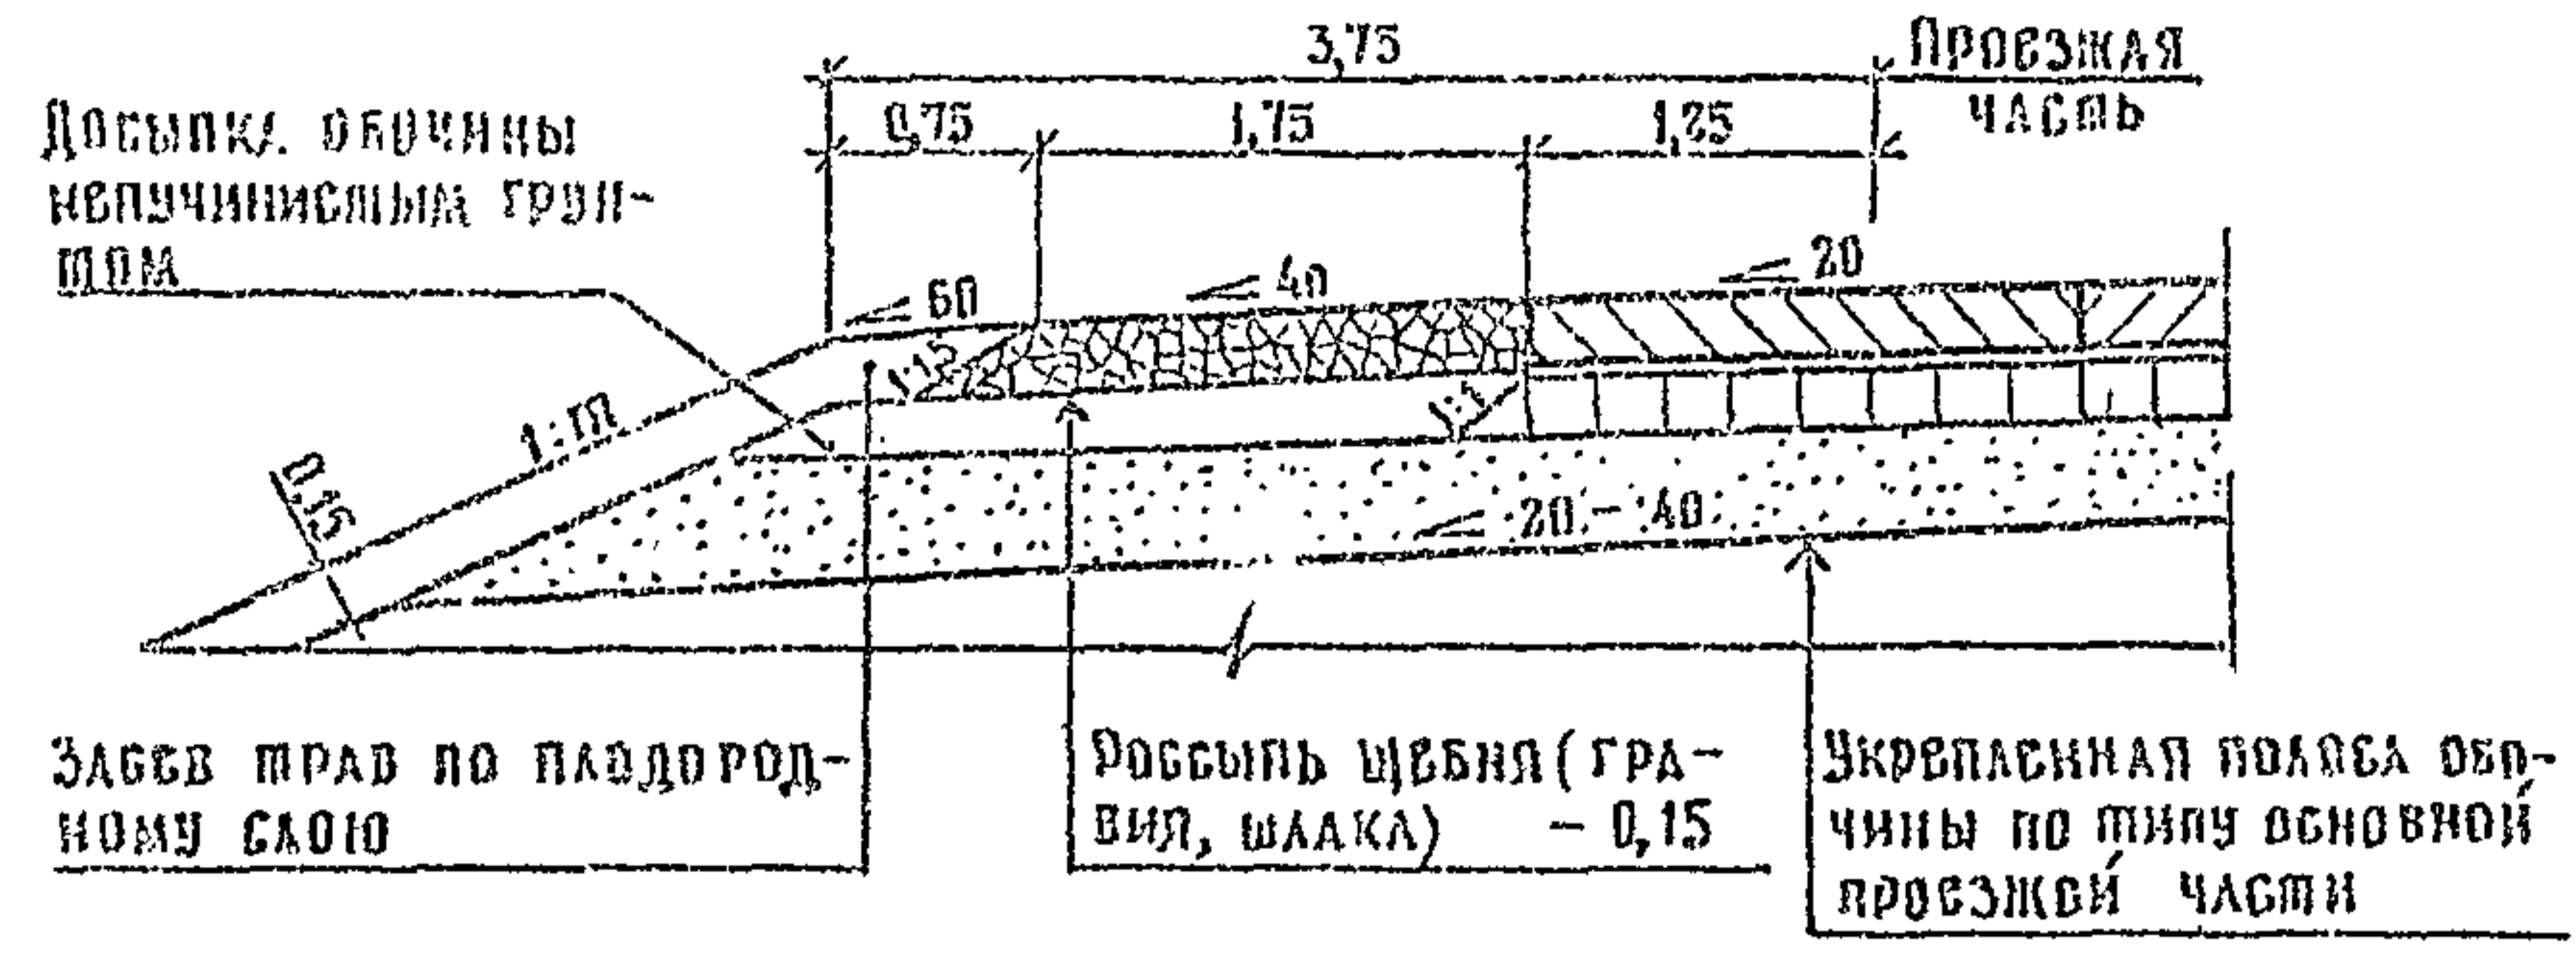 3,75
Проезжая
часть
0,75
1,75
1,25
Досыпка обочины
непучинистым грун-
том
60
40
20
1:m
1:1,5
1:1
0,15
20 - 40
Засев трав по плодород-
ному слою
Россыпь щебня (гра-
вия, шлака) - 0,15
Укрепленная полоса обо-
чины по типу основной
проезжей части